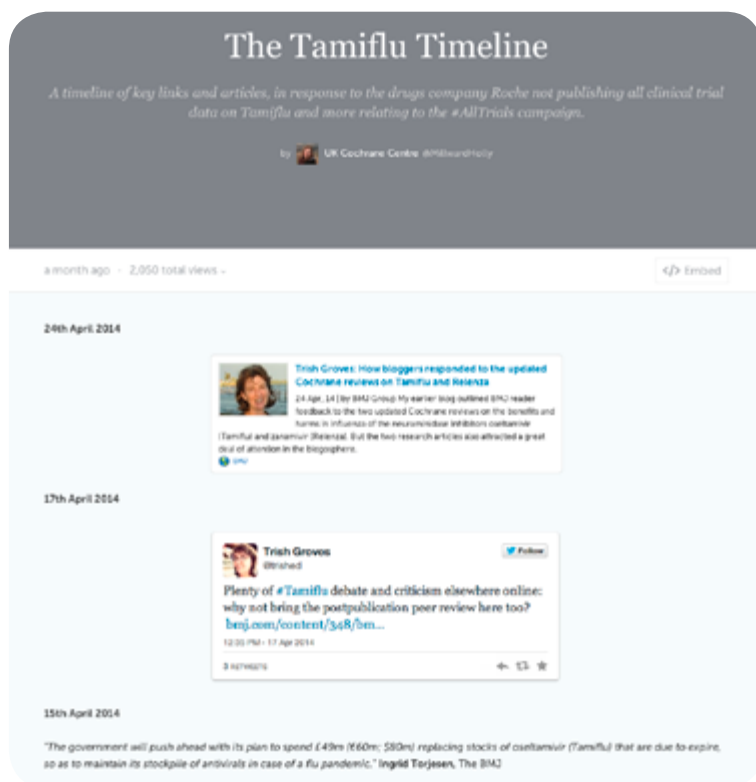 The Tamiflu Timeline
A timeline of key links and articles, in response to the drugs company Roche not publishing all clinical trial
data on Tamiflu and more relating to the #AllTrials campaign.
by UK Cochrane Centre @MillwardHolly
a month ago · 2,050 total views
</> Embed
24th April 2014
Trish Groves: How bloggers responded to the updated
Cochrane reviews on Tamiflu and Relenza
24 Apr, 14 | by BMJ Group My earlier blog outlined BMJ reader
feedback to the two updated Cochrane reviews on the benefits and
harms in influenza of the neuraminidase inhibitors oseltamivir
(Tamiflu) and zanamivir (Relenza). But the two research articles also attracted a great
deal of attention in the blogosphere.
BMJ
17th April 2014
Trish Groves
@trished
Follow
Plenty of #Tamiflu debate and criticism elsewhere online:
why not bring the postpublication peer review here too?
bmj.com/content/348/bm...
12:35 PM - 17 Apr 2014
3 RETWEETS
15th April 2014
"The government will push ahead with its plan to spend £49m (€60m; $80m) replacing stocks of oseltamivir (Tamiflu) that are due to expire,
so as to maintain its stockpile of antivirals in case of a flu pandemic." Ingrid Torjesen, The BMJ